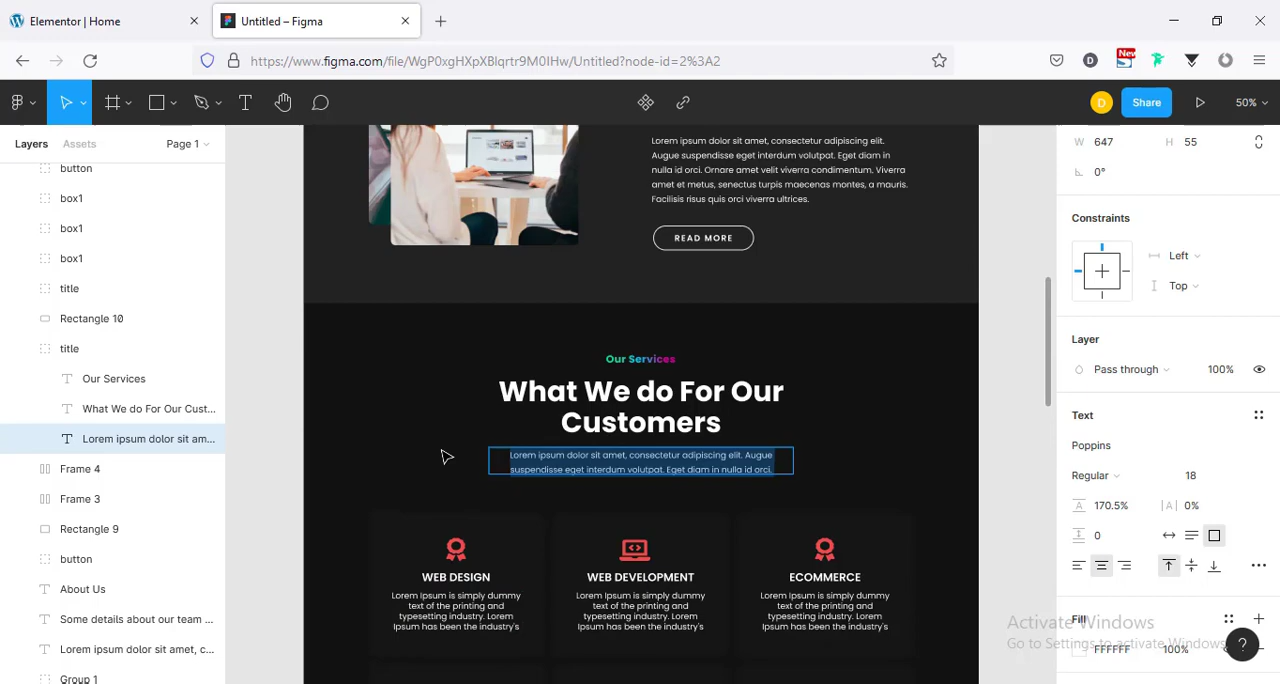 Elementor | Home
Untitled – Figma
https://www.figma.com/file/WgP0xgHXpXBlqrtr9M0IHw/Untitled?node-id=2%3A2
New
D
D
Share
50%
Layers
Assets
Page 1
button
box1
box1
box1
title
Rectangle 10
title
Our Services
What We do For Our Cust...
Lorem ipsum dolor sit am...
Frame 4
Frame 3
Rectangle 9
button
About Us
Some details about our team ...
Lorem ipsum dolor sit amet, c...
Group 1
Lorem ipsum dolor sit amet, consectetur adipiscing elit.
Augue suspendisse eget interdum volutpat. Eget diam in
nulla id orci. Ornare amet velit viverra condimentum. Viverra
amet et metus, senectus turpis maecenas montes, a mauris.
Facilisis risus quis orci viverra ultrices.
READ MORE
Our Services
What We do For Our
Customers
Lorem ipsum dolor sit amet, consectetur adipiscing elit. Augue
suspendisse eget interdum volutpat. Eget diam in nulla id orci.
WEB DESIGN
Lorem Ipsum is simply dummy
text of the printing and
typesetting industry. Lorem
Ipsum has been the industry's
WEB DEVELOPMENT
Lorem Ipsum is simply dummy
text of the printing and
typesetting industry. Lorem
Ipsum has been the industry's
ECOMMERCE
Lorem Ipsum is simply dummy
text of the printing and
typesetting industry. Lorem
Ipsum has been the industry's
W 647 H 55
0°
Constraints
Left
Top
Layer
Pass through 100%
Text
Poppins
Regular 18
170.5% |A| 0%
0
Fill
FFFFFF 100%
Activate Windows
Go to Settings to activate Windows.
?